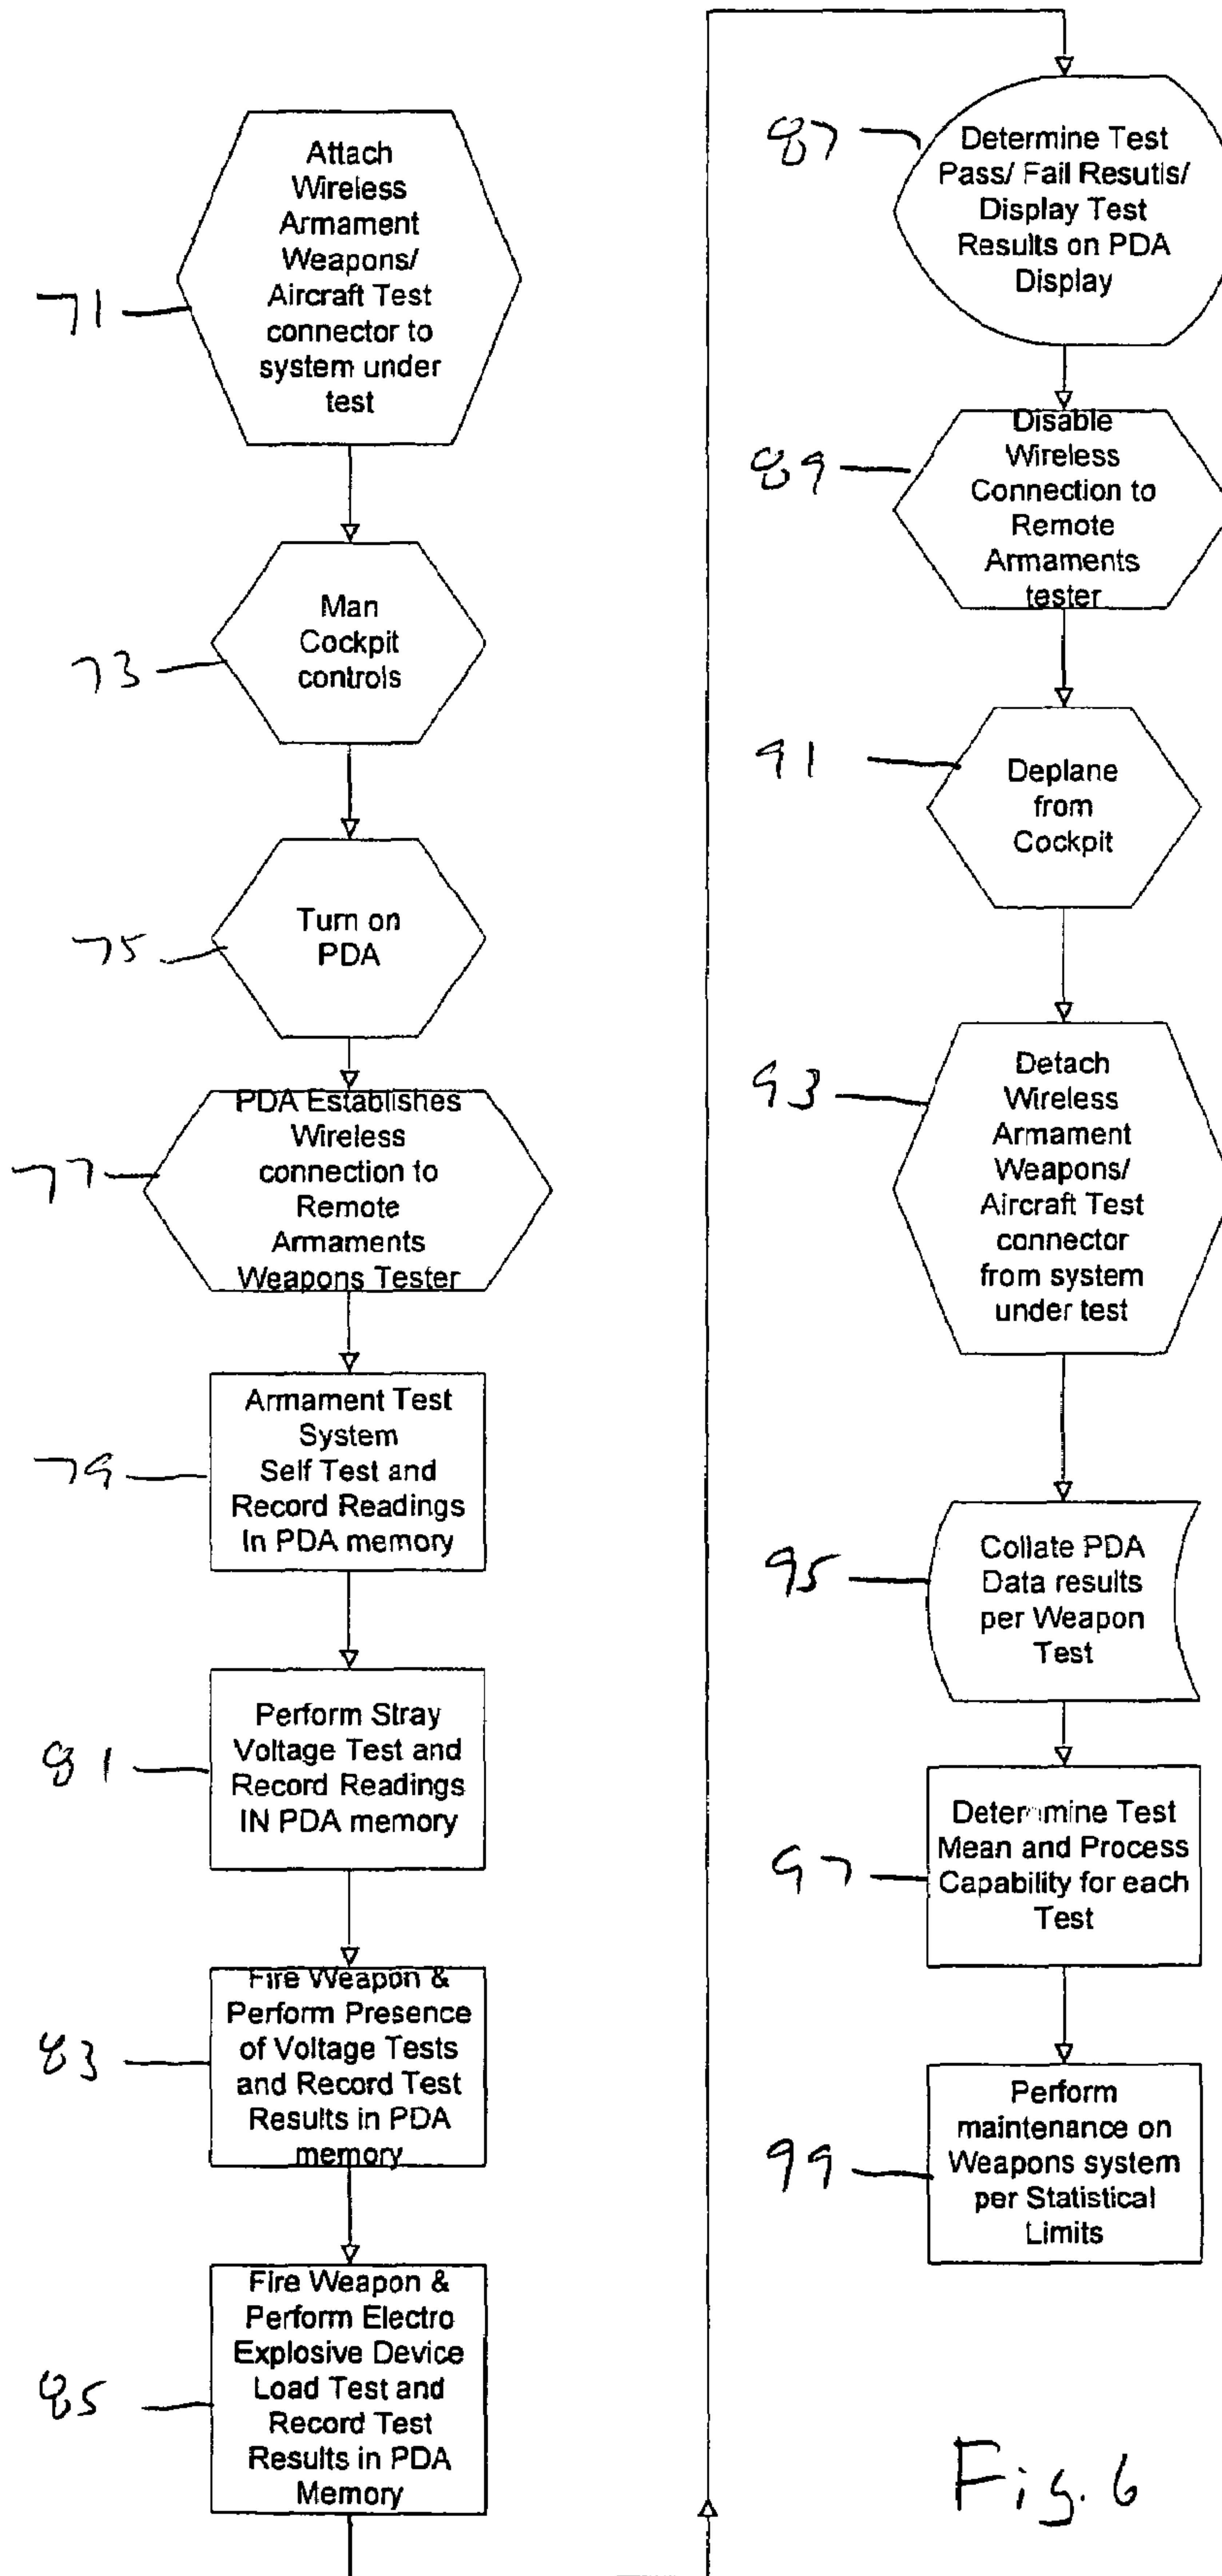 71
Attach
Wireless
Armament
Weapons/
Aircraft Test
connector to
system under
test
73
Man
Cockpit
controls
75
Turn on
PDA
77
PDA Establishes
Wireless
connection to
Remote
Armaments
Weapons Tester
79
Armament Test
System
Self Test and
Record Readings
In PDA memory
81
Perform Stray
Voltage Test and
Record Readings
IN PDA memory
83
Fire Weapon &
Perform Presence
of Voltage Tests
and Record Test
Results in PDA
memory
85
Fire Weapon &
Perform Electro
Explosive Device
Load Test and
Record Test
Results in PDA
Memory
87
Determine Test
Pass/ Fail Resutls/
Display Test
Results on PDA
Display
89
Disable
Wireless
Connection to
Remote
Armaments
tester
91
Deplane
from
Cockpit
93
Detach
Wireless
Armament
Weapons/
Aircraft Test
connector
from system
under test
95
Collate PDA
Data results
per Weapon
Test
97
Determine Test
Mean and Process
Capability for each
Test
99
Perform
maintenance on
Weapons system
per Statistical
Limits
Fig. 6